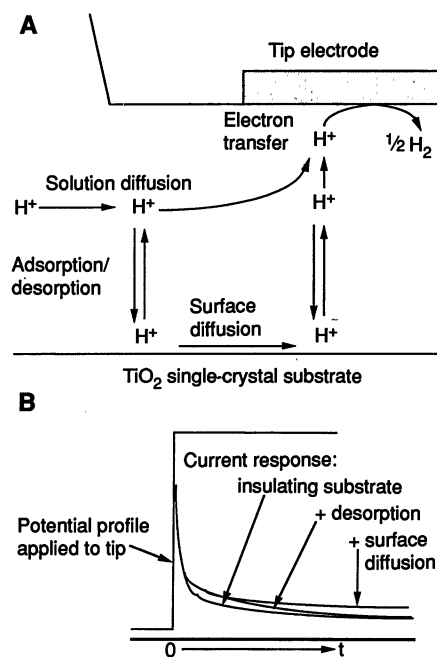 A
Tip electrode
Electron
transfer
H⁺
½ H₂
Solution diffusion
H⁺
H⁺
H⁺
Adsorption/
desorption
Surface
diffusion
H⁺
H⁺
TiO₂ single-crystal substrate
B
Current response:
insulating substrate
+ desorption
+ surface
diffusion
Potential profile
applied to tip
0
t